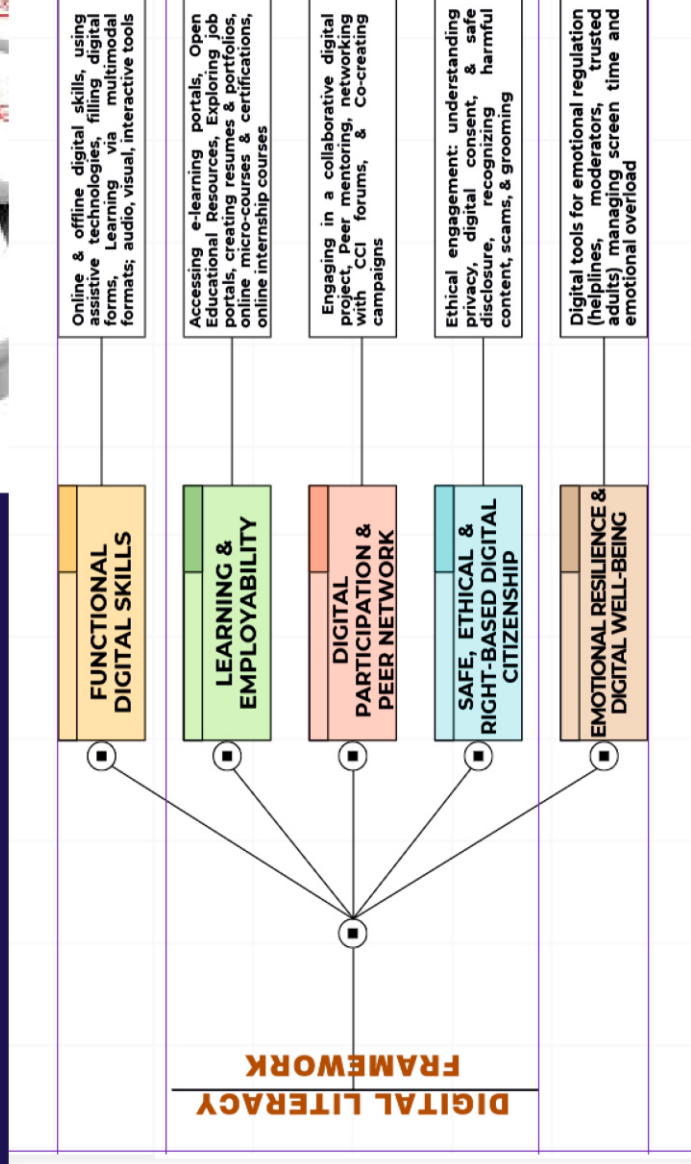 DIGITAL LITERACY
FRAMEWORK
FUNCTIONAL
DIGITAL SKILLS
Online & offline digital skills, using
assistive technologies, filling digital
forms, Learning via multimodal
formats; audio, visual, interactive tools
LEARNING &
EMPLOYABILITY
Accessing e-learning portals, Open
Educational Resources, Exploring job
portals, creating resumes & portfolios,
online micro-courses & certifications,
online internship courses
DIGITAL
PARTICIPATION &
PEER NETWORK
Engaging in a collaborative digital
project, Peer mentoring, networking
with CCI forums, & Co-creating
campaigns
SAFE, ETHICAL &
RIGHT-BASED DIGITAL
CITIZENSHIP
Ethical engagement: understanding
privacy, digital consent, & safe
disclosure, recognizing harmful
content, scams, & grooming
EMOTIONAL RESILIENCE &
DIGITAL WELL-BEING
Digital tools for emotional regulation
(helplines, moderators, trusted
adults) managing screen time and
emotional overload